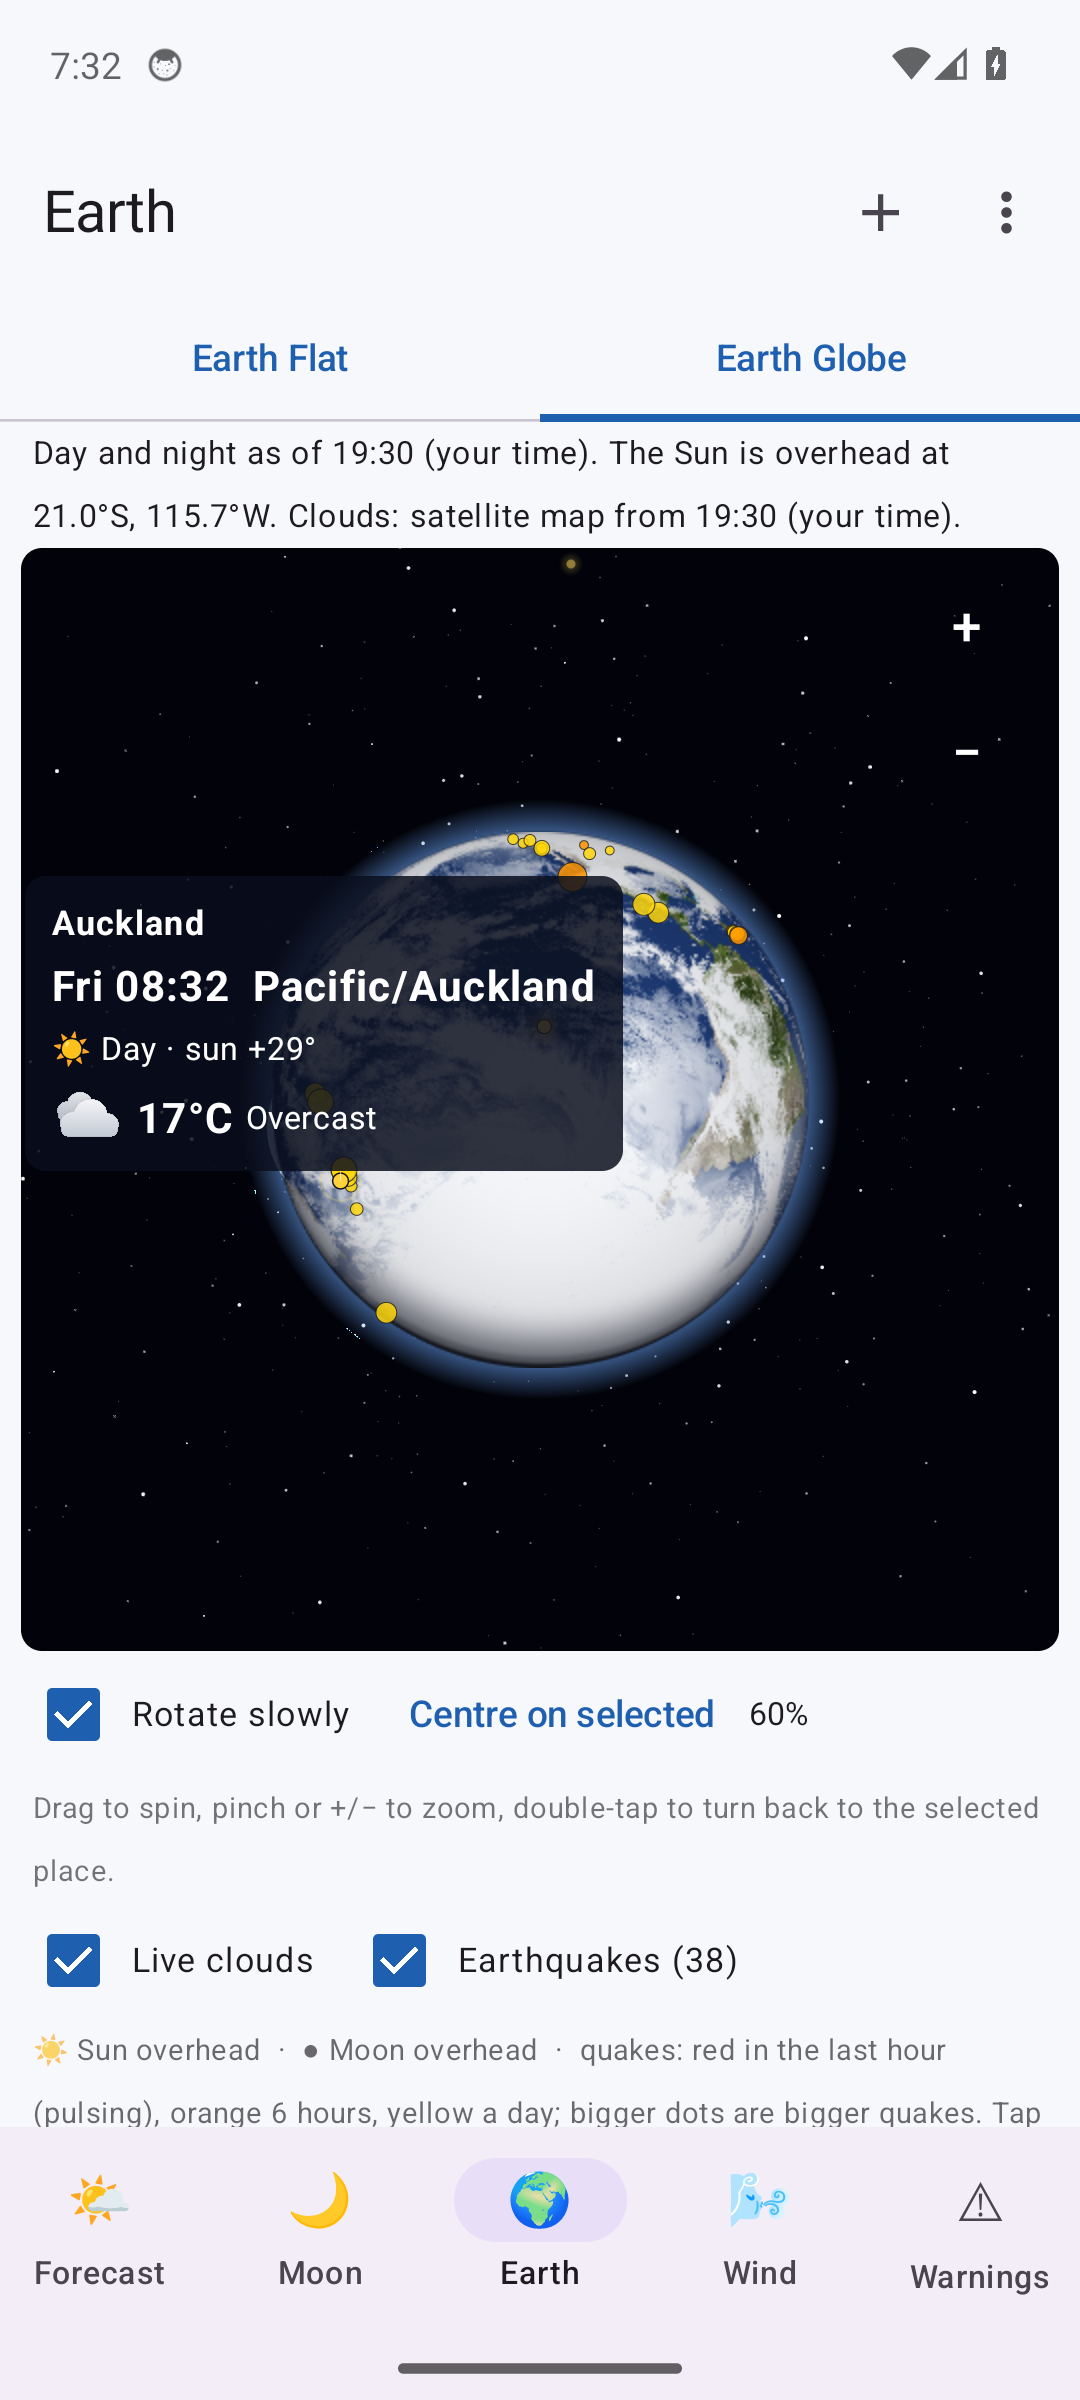 7:32
Earth
Earth Flat
Earth Globe
Day and night as of 19:30 (your time). The Sun is overhead at
21.0°S, 115.7°W. Clouds: satellite map from 19:30 (your time).
+
−
Auckland
Fri 08:32 Pacific/Auckland
Day · sun +29°
17°C Overcast
Rotate slowly
Centre on selected
60%
Drag to spin, pinch or +/− to zoom, double-tap to turn back to the selected
place.
Live clouds
Earthquakes (38)
☀️ Sun overhead · ● Moon overhead · quakes: red in the last hour
(pulsing), orange 6 hours, yellow a day; bigger dots are bigger quakes. Tap
Forecast
Moon
Earth
Wind
Warnings